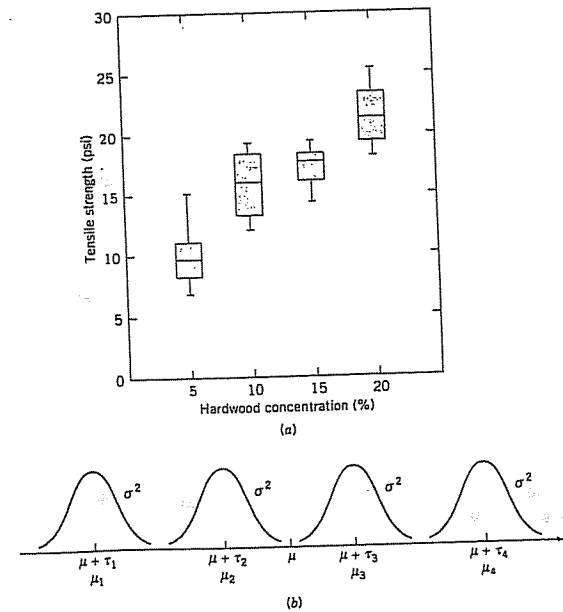 30
25
20
15
10
5
0
Tensile strength (psi)
5 10 15 20
Hardwood concentration (%)
(a)
σ² σ² σ² σ²
μ + τ₁ μ + τ₂ μ μ + τ₃ μ + τ₄
μ₁ μ₂ μ₃ μ₄
(b)